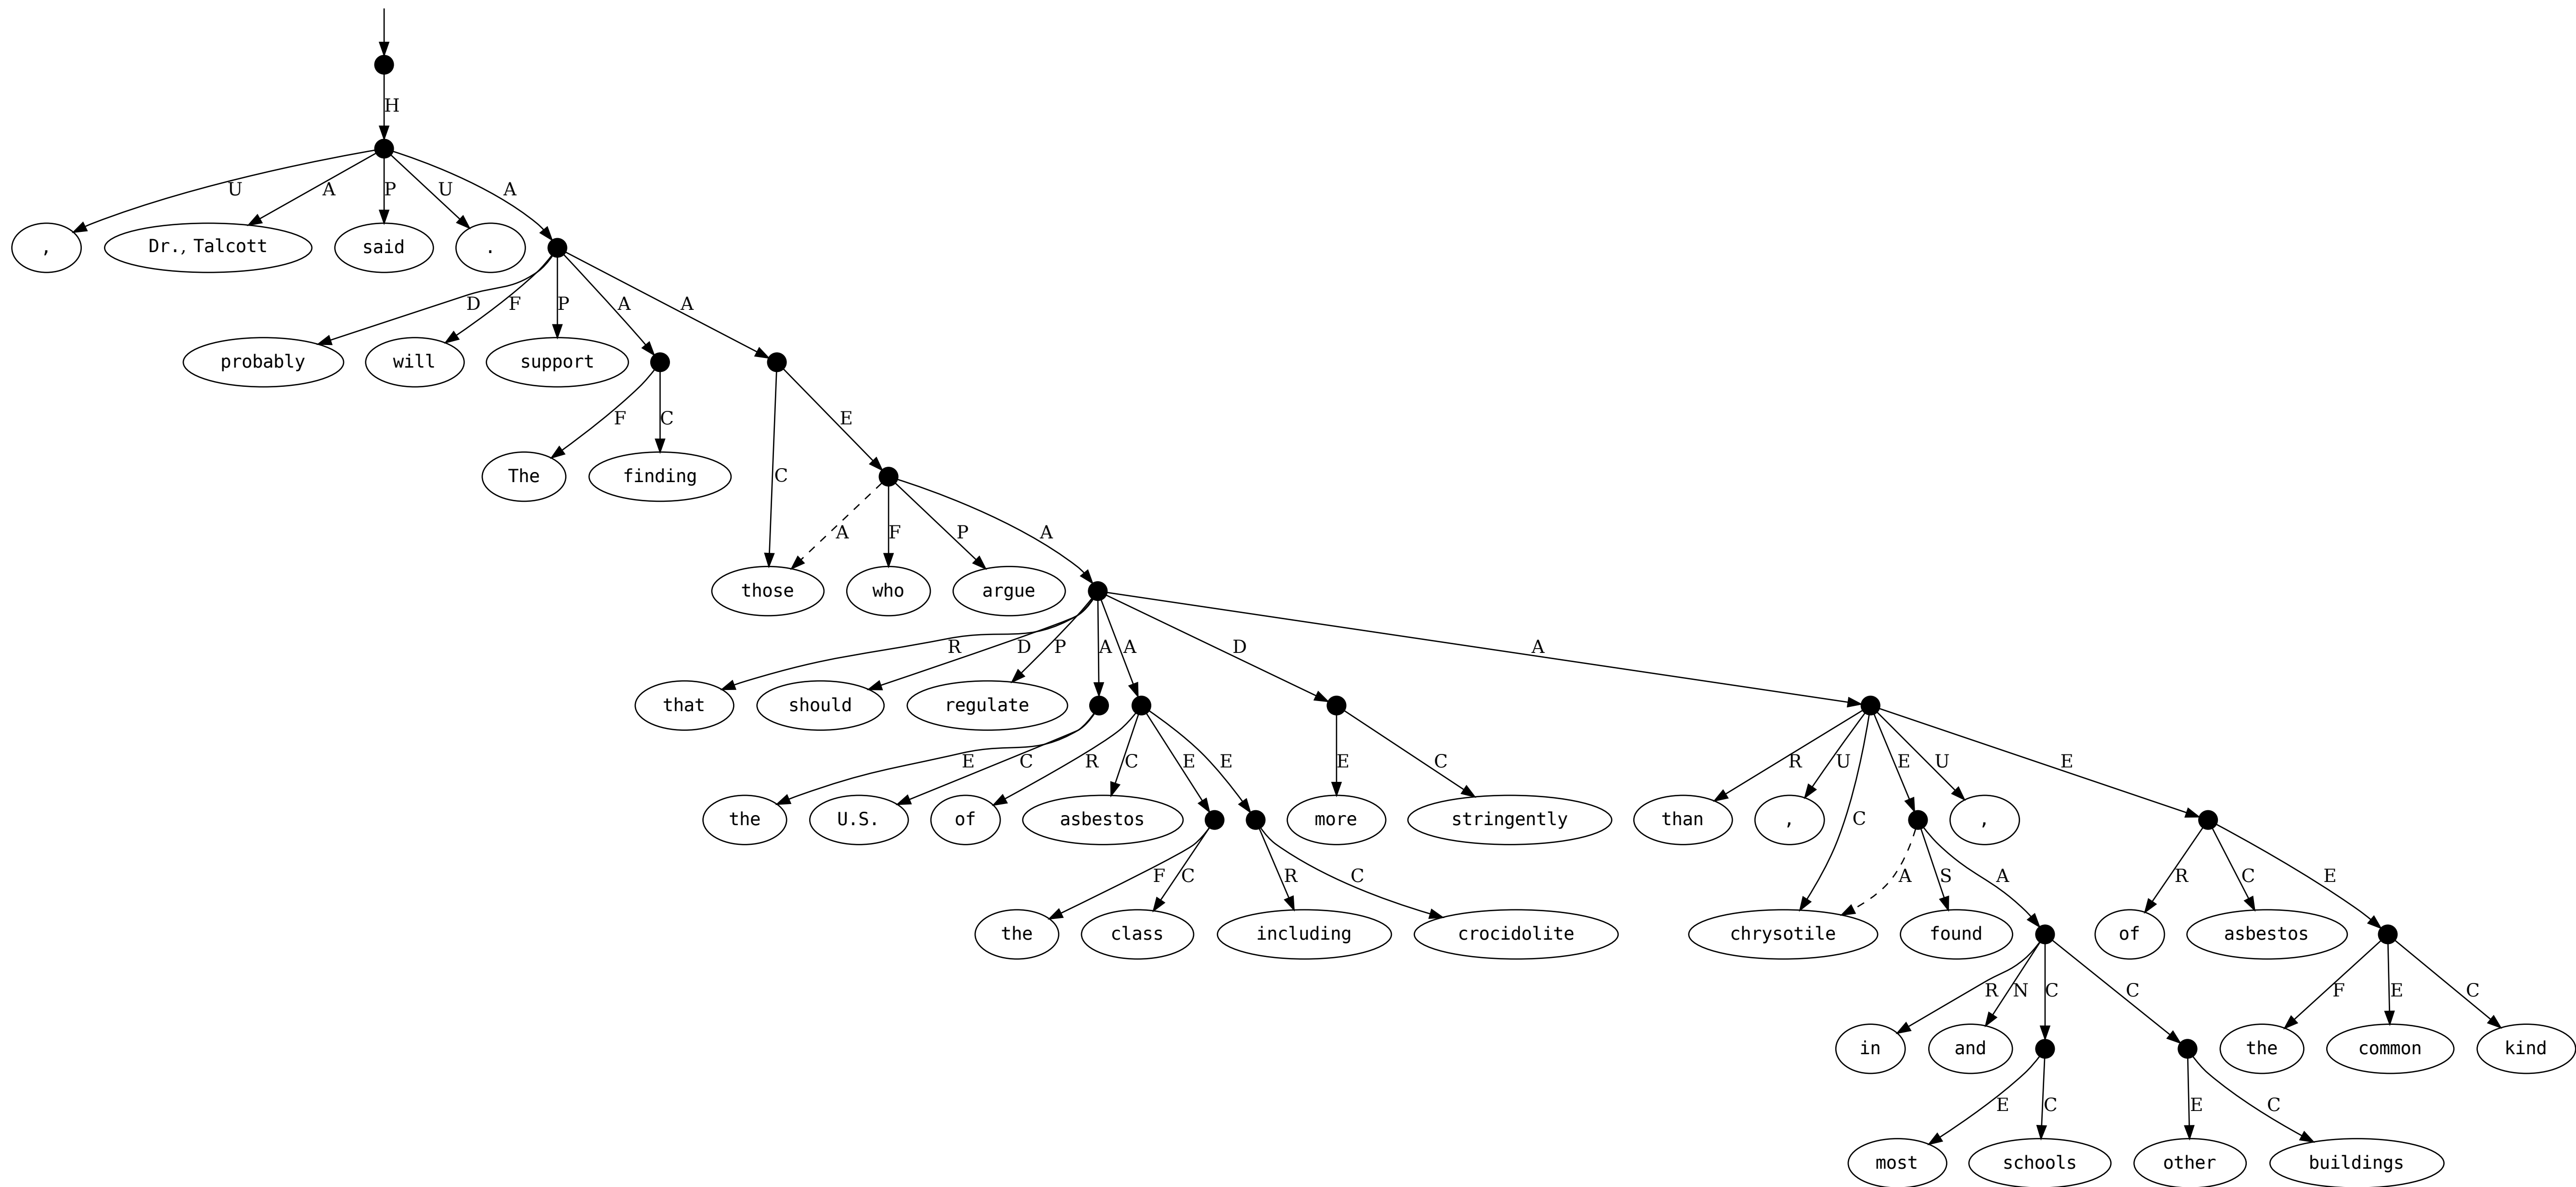 H
U A P U A
, Dr., Talcott said .
D F P A A
probably will support
F C E
The finding
C A F P A
those who argue
R D P A A D A
that should regulate
E C R C E E E C R U C E U E
the U.S. of asbestos more stringently than , ,
F C R C A S A R C E
the class including crocidolite chrysotile found of asbestos
R N C C F E C
in and the common kind
E C E C
most schools other buildings